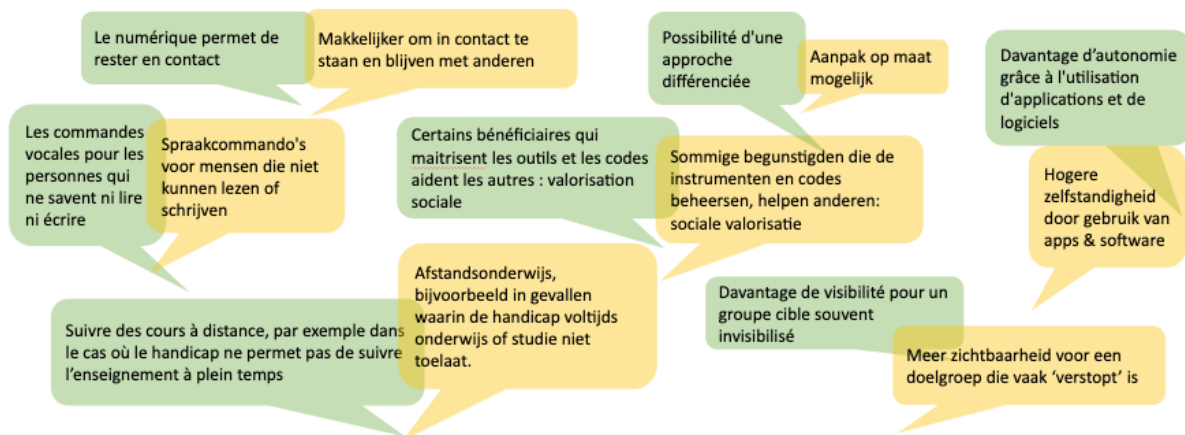 Le numérique permet de
rester en contact
Makkelijker om in contact te
staan en blijven met anderen
Possibilité d'une
approche
différenciée
Aanpak op maat
mogelijk
Davantage d’autonomie
grâce à l'utilisation
d'applications et de
logiciels
Les commandes
vocales pour les
personnes qui
ne savent ni lire
ni écrire
Spraakcommando's
voor mensen die niet
kunnen lezen of
schrijven
Certains bénéficiaires qui
maitrisent les outils et les codes
aident les autres : valorisation
sociale
Sommige begunstigden die de
instrumenten en codes
beheersen, helpen anderen:
sociale valorisatie
Hogere
zelfstandigheid
door gebruik van
apps & software
Suivre des cours à distance, par exemple dans
le cas où le handicap ne permet pas de suivre
l’enseignement à plein temps
Afstandsonderwijs,
bijvoorbeeld in gevallen
waarin de handicap voltijds
onderwijs of studie niet
toelaat.
Davantage de visibilité pour un
groupe cible souvent
invisibilisé
Meer zichtbaarheid voor een
doelgroep die vaak ‘verstopt’ is